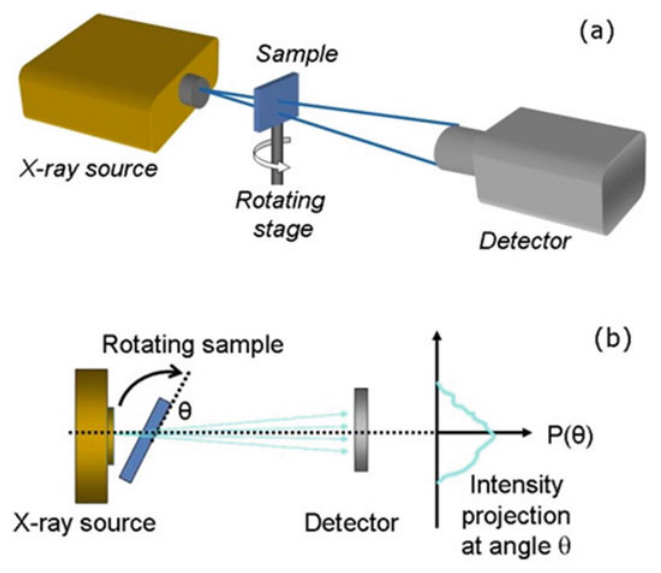 (a)
Sample
X-ray source
Rotating
stage
Detector
(b)
Rotating sample
θ
P(θ)
X-ray source
Detector
Intensity
projection
at angle θ